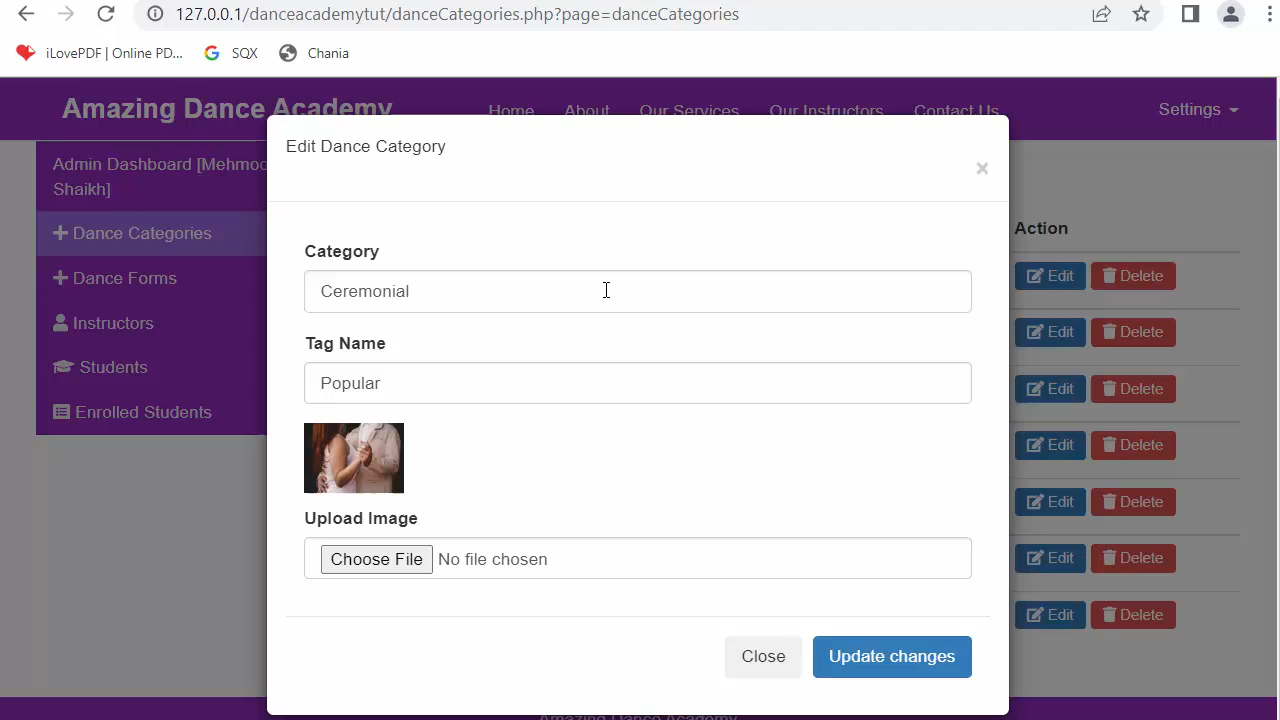 127.0.0.1/danceacademytut/danceCategories.php?page=danceCategories
iLovePDF | Online PD...
SQX
Chania
Amazing Dance Academy
Home
About
Our Services
Our Instructors
Contact Us
Settings
Admin Dashboard [Mehmoo
Shaikh]
Dance Categories
Dance Forms
Instructors
Students
Enrolled Students
Edit Dance Category
×
Category
Ceremonial
Tag Name
Popular
Upload Image
Choose File No file chosen
Close
Update changes
Action
Edit Delete
Edit Delete
Edit Delete
Edit Delete
Edit Delete
Edit Delete
Edit Delete
Amazing Dance Academy